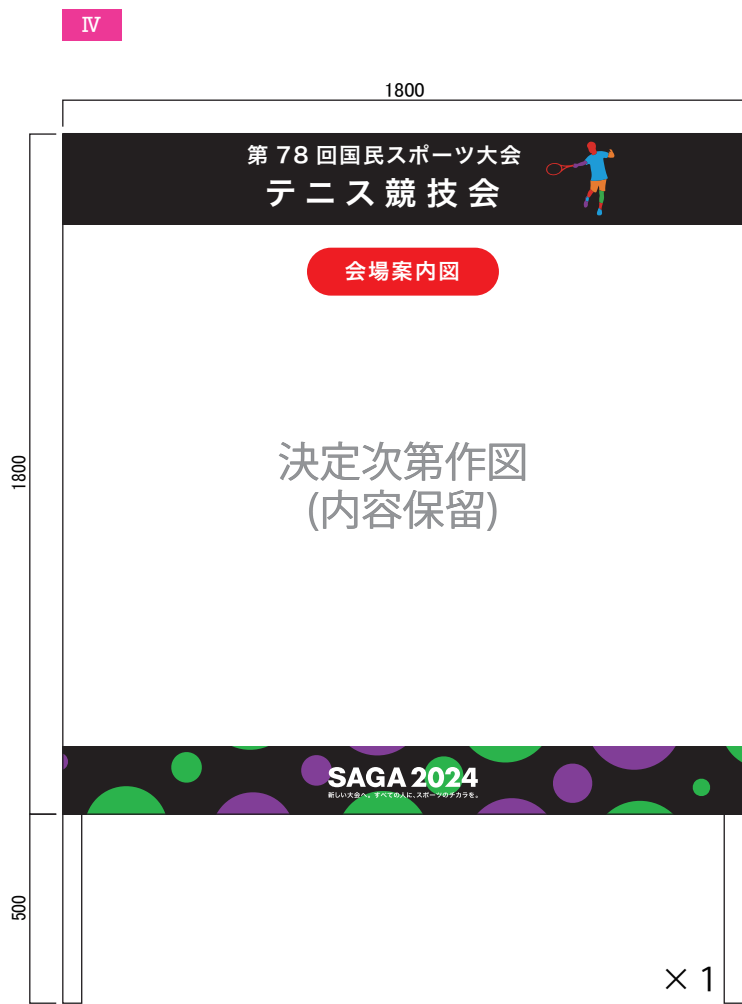 Ⅳ
1800
第78回国民スポーツ大会
テニス競技会
会場案内図
1800
決定次第作図
(内容保留)
SAGA 2024
新しい大会へ。すべての人に、スポーツのチカラを。
500
×1